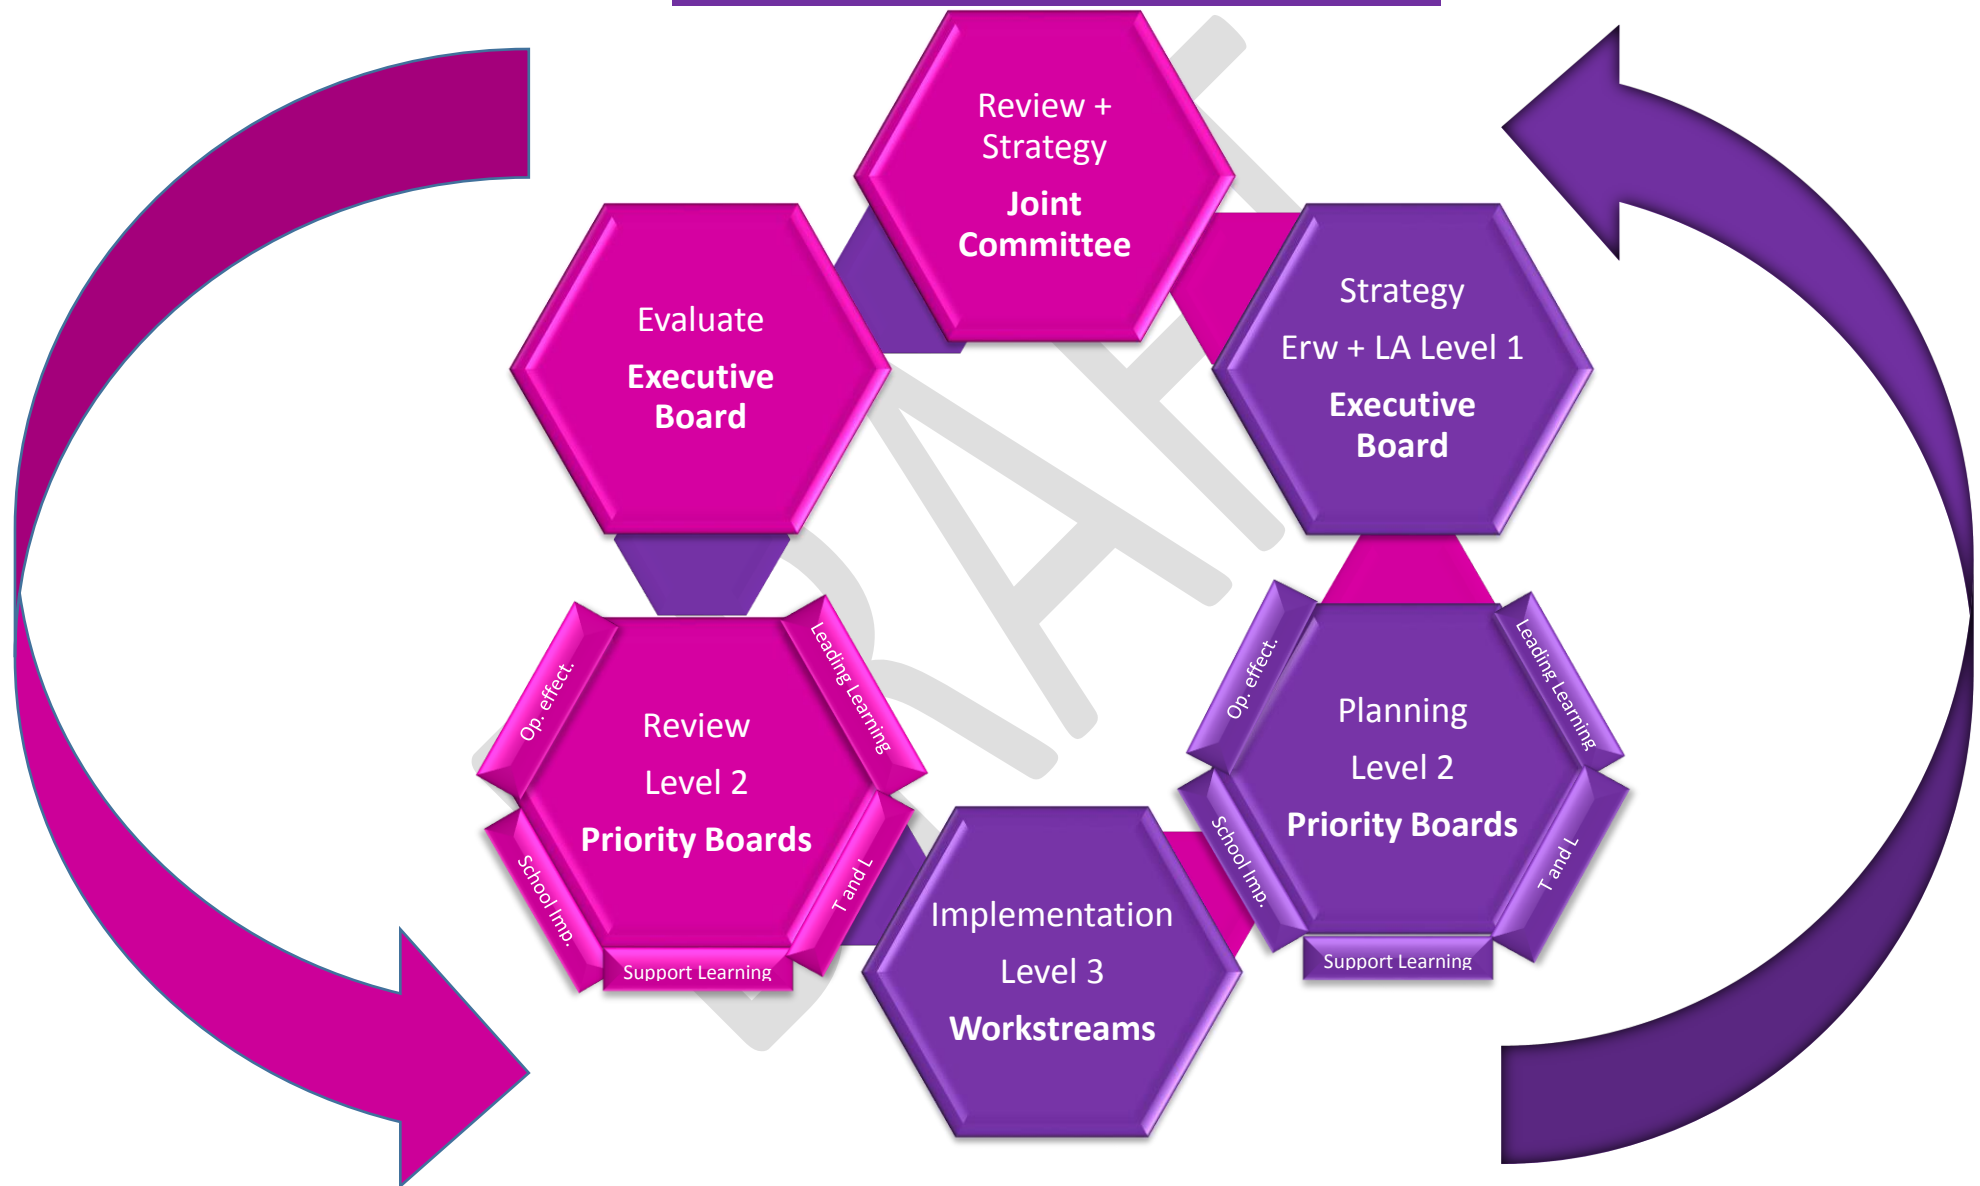 Review +
Strategy
Joint
Committee
Evaluate
Executive
Board
Strategy
Erw + LA Level 1
Executive
Board
Op. effect.
Leading Learning
Review
Level 2
Priority Boards
School Imp.
T and L
Support Learning
Op. effect.
Leading Learning
Planning
Level 2
Priority Boards
School Imp.
T and L
Support Learning
Implementation
Level 3
Workstreams
DRAFT